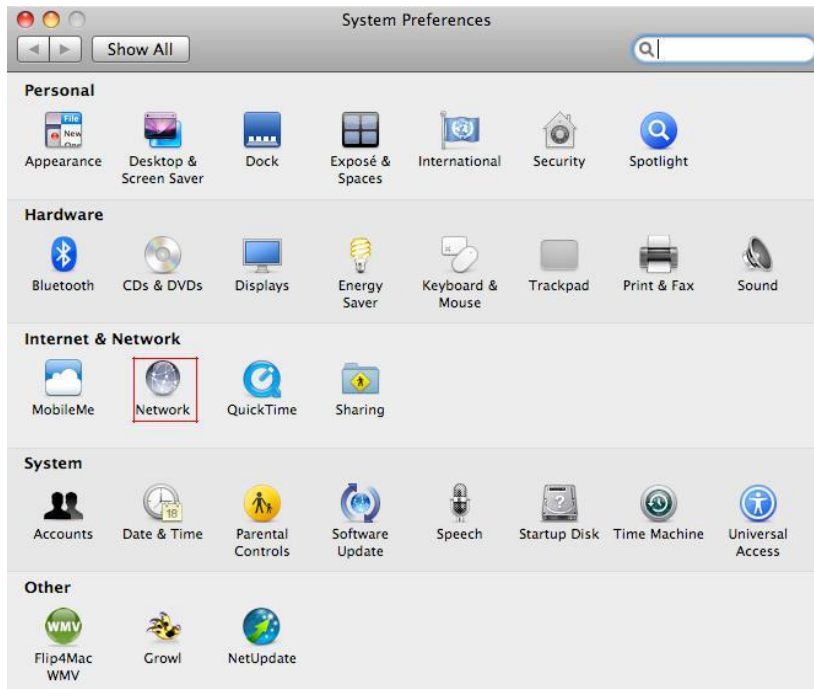 System Preferences
Show All
Personal
File
New
Appearance
Desktop &
Screen Saver
Dock
Exposé &
Spaces
International
Security
Spotlight
Hardware
Bluetooth
CDs & DVDs
Displays
Energy
Saver
Keyboard &
Mouse
Trackpad
Print & Fax
Sound
Internet & Network
MobileMe
Network
QuickTime
Sharing
System
18
?
Accounts
Date & Time
Parental
Controls
Software
Update
Speech
Startup Disk
Time Machine
Universal
Access
Other
WMV
Flip4Mac
WMV
Growl
NetUpdate